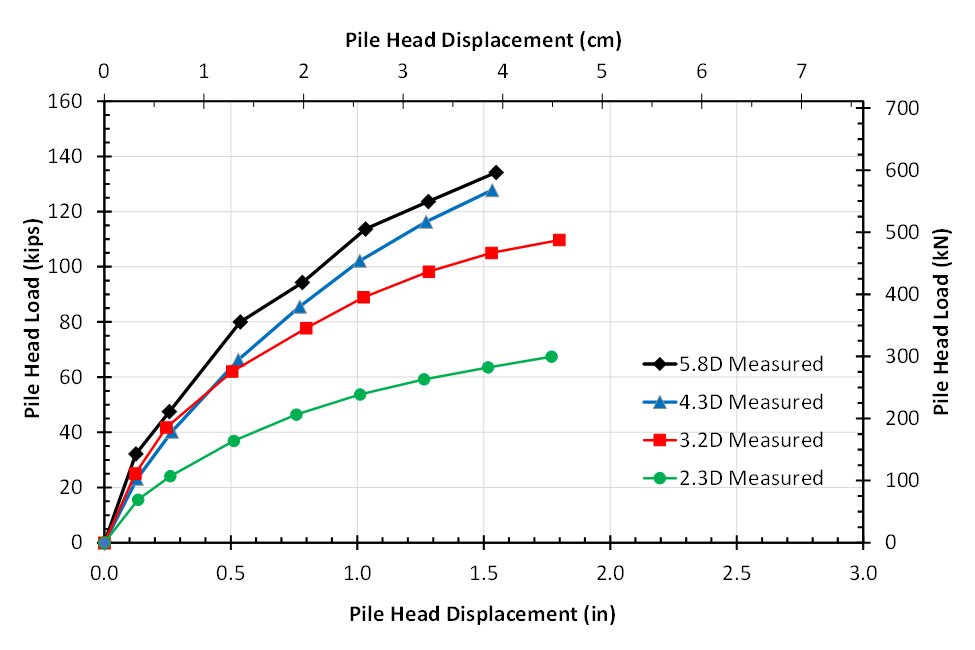 Pile Head Displacement (cm)
0 1 2 3 4 5 6 7
160 700
140 600
120 500
100 400
80 300
60 200
40 100
20 0
0
Pile Head Load (kips)
Pile Head Load (kN)
5.8D Measured
4.3D Measured
3.2D Measured
2.3D Measured
0.0 0.5 1.0 1.5 2.0 2.5 3.0
Pile Head Displacement (in)